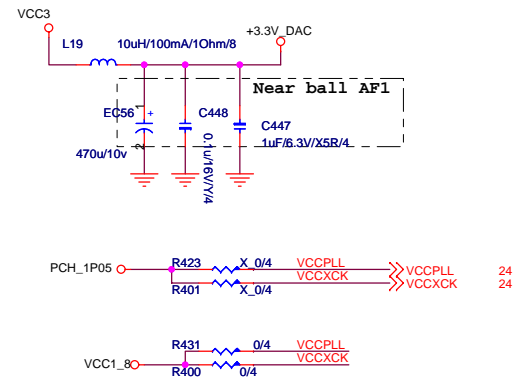 VCC3
L19 10uH/100mA/1Ohm/8 +3.3V_DAC
Near ball AF1
EC56 1 + C448 C447
0.1u/16V/Y/4
1uF/6.3V/X5R/4
2
470u/10v
PCH_1P05 R423 X_0/4 VCCPLL VCCPLL 24
R401 X_0/4 VCCXCK VCCXCK 24
R431 0/4 VCCPLL
VCC1_8 R400 0/4 VCCXCK